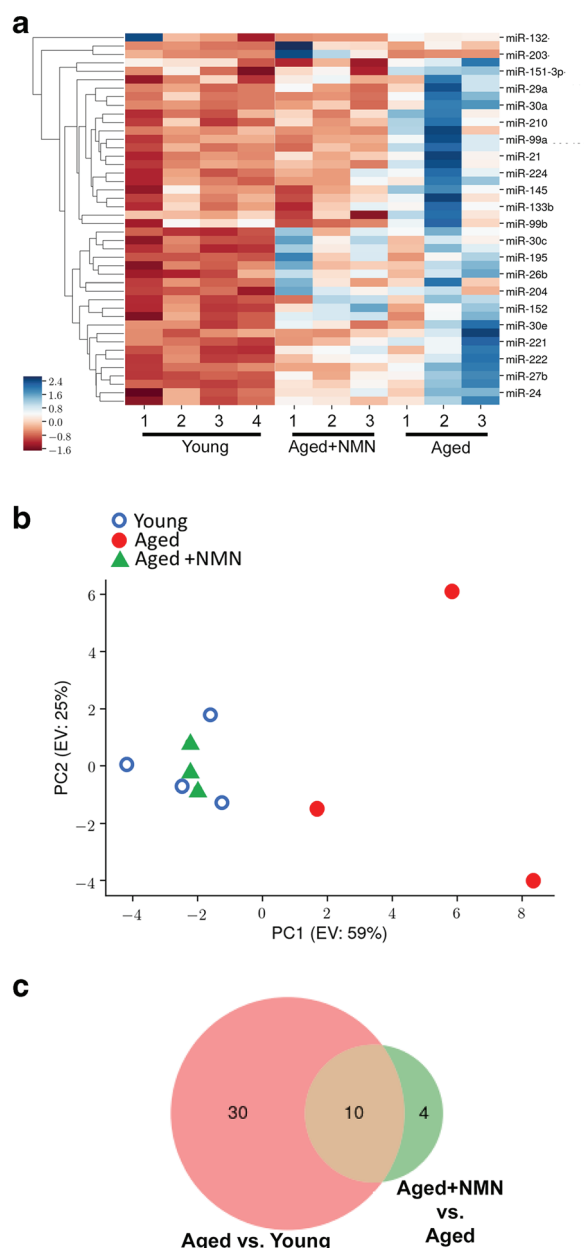 a
miR-132
miR-203
miR-151-3p
miR-29a
miR-30a
miR-210
miR-99a
miR-21
miR-224
miR-145
miR-133b
miR-99b
miR-30c
miR-195
miR-26b
miR-204
miR-152
miR-30e
miR-221
miR-222
miR-27b
miR-24
2.4
1.6
0.8
0.0
−0.8
−1.6
1 2 3 4 1 2 3 1 2 3
Young Aged+NMN Aged
b
Young
Aged
Aged +NMN
6
4
2
0
−2
−4
PC2 (EV: 25%)
−4 −2 0 2 4 6 8
PC1 (EV: 59%)
c
30 10 4
Aged+NMN
vs.
Aged
Aged vs. Young